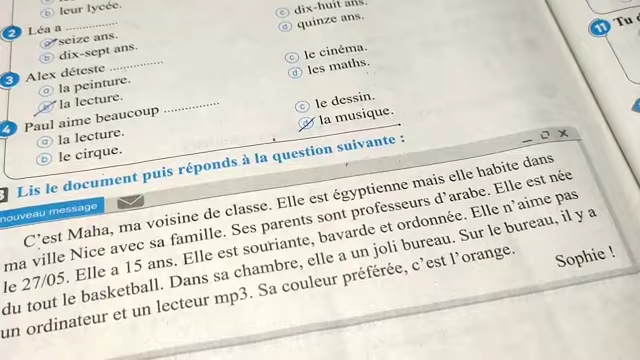 ⓑ leur lycée.
ⓒ dix-huit ans.
2 Léa a ............
ⓓ quinze ans.
ⓐ seize ans.
ⓑ dix-sept ans.
3 Alex déteste ............
ⓒ le cinéma.
ⓐ la peinture.
ⓓ les maths.
ⓑ la lecture.
4 Paul aime beaucoup ............
ⓒ le dessin.
ⓐ la lecture.
ⓓ la musique.
ⓑ le cirque.
11 Tu
Lis le document puis réponds à la question suivante :
nouveau message
C'est Maha, ma voisine de classe. Elle est égyptienne mais elle habite dans
ma ville Nice avec sa famille. Ses parents sont professeurs d'arabe. Elle est née
le 27/05. Elle a 15 ans. Elle est souriante, bavarde et ordonnée. Elle n'aime pas
du tout le basketball. Dans sa chambre, elle a un joli bureau. Sur le bureau, il y a
un ordinateur et un lecteur mp3. Sa couleur préférée, c'est l'orange.
Sophie !